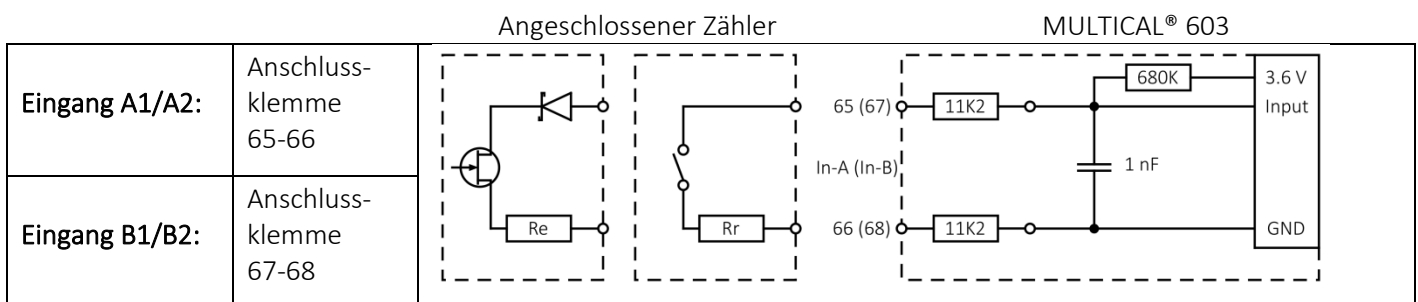 Angeschlossener Zähler
MULTICAL® 603
Eingang A1/A2:
Anschluss-
klemme
65-66
Eingang B1/B2:
Anschluss-
klemme
67-68
Re
Rr
65 (67)
In-A (In-B)
66 (68)
11K2
11K2
680K
1 nF
3.6 V
Input
GND